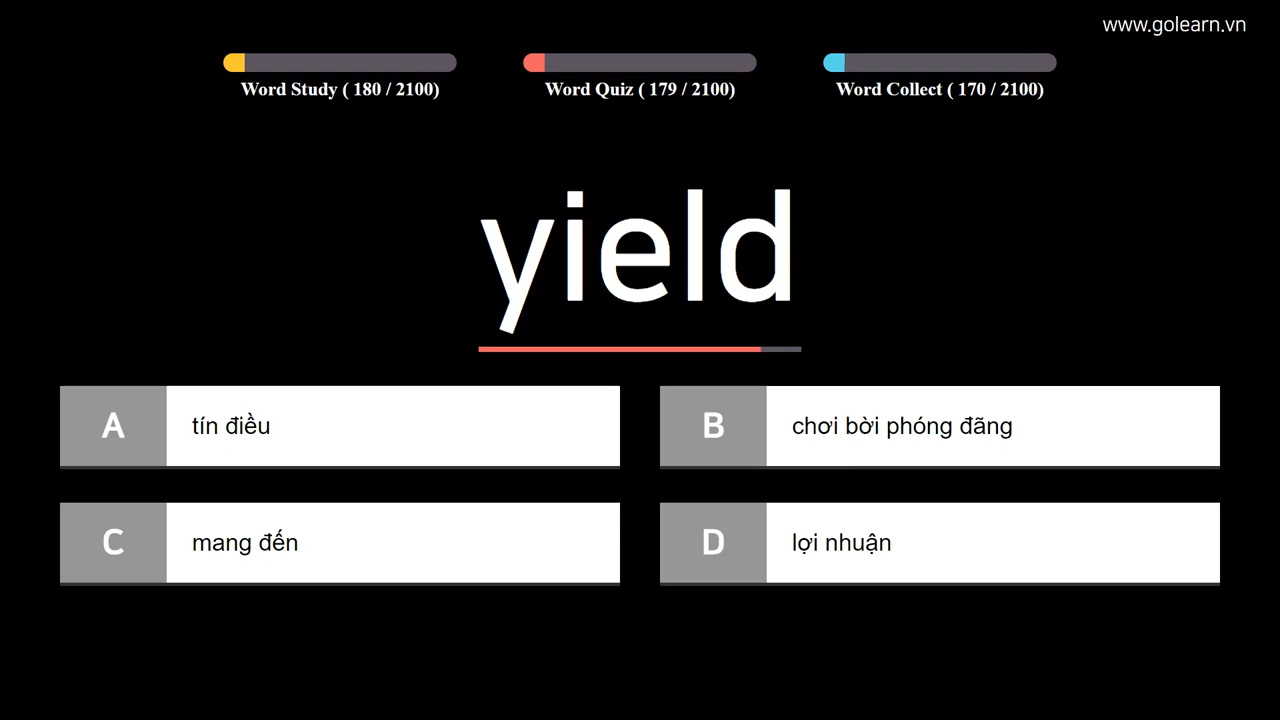 www.golearn.vn
Word Study ( 180 / 2100)
Word Quiz ( 179 / 2100)
Word Collect ( 170 / 2100)
yield
A tín điều
B chơi bời phóng đãng
C mang đến
D lợi nhuận